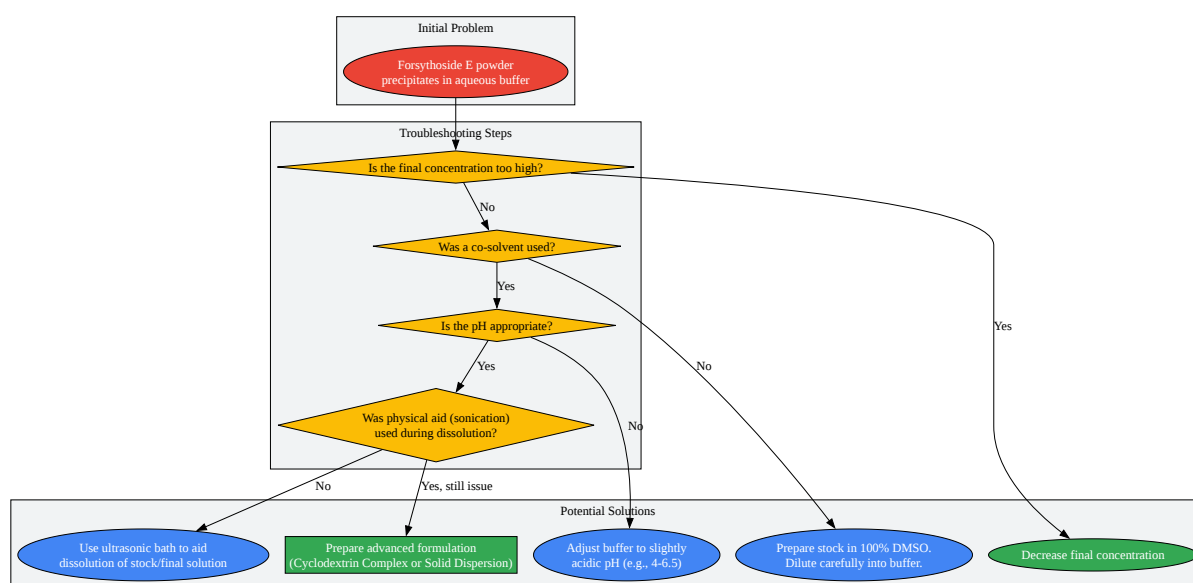 Initial Problem
Forsythoside E powder
precipitates in aqueous buffer
Troubleshooting Steps
Is the final concentration too high?
No
Was a co-solvent used?
Yes
Yes
Is the pH appropriate?
Yes
No
Was physical aid (sonication)
used during dissolution?
No
No
Yes, still issue
Potential Solutions
Use ultrasonic bath to aid
dissolution of stock/final solution
Prepare advanced formulation
(Cyclodextrin Complex or Solid Dispersion)
Adjust buffer to slightly
acidic pH (e.g., 4-6.5)
Prepare stock in 100% DMSO.
Dilute carefully into buffer.
Decrease final concentration